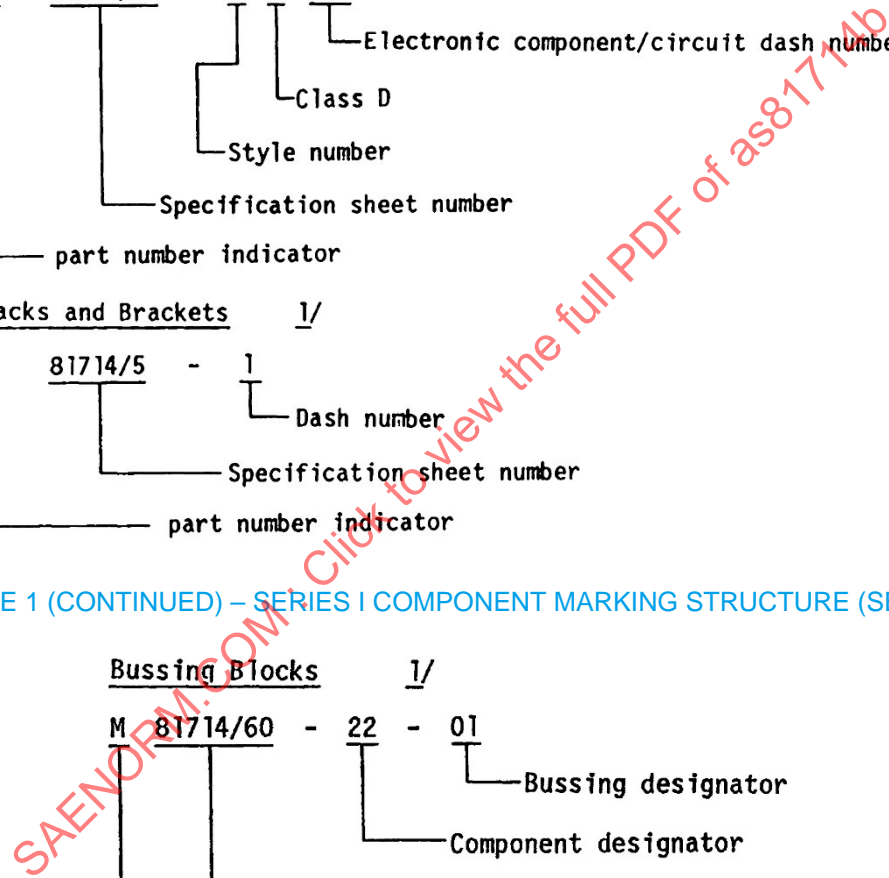 Electronic component/circuit dash numbe
Class D
Style number
Specification sheet number
part number indicator
acks and Brackets 1/
81714/5 - 1
Dash number
Specification sheet number
part number indicator
E 1 (CONTINUED) – SERIES I COMPONENT MARKING STRUCTURE (SE
Bussing Blocks 1/
M 81714/60 - 22 - 01
Bussing designator
Component designator
SAENORM.COM : Click to view the full PDF of as81714b